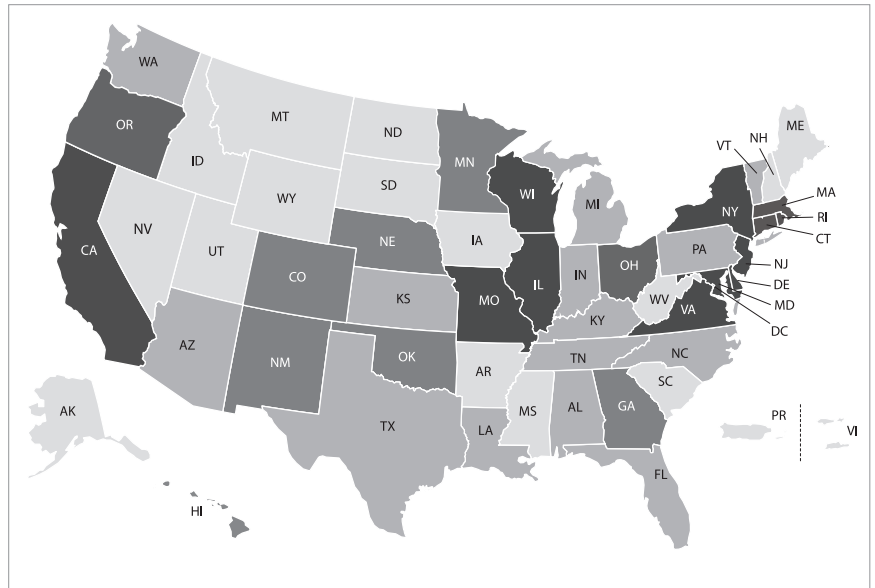 WA
MT
ND
OR
ID
WY
SD
MN
WI
MI
VT
NH
ME
NY
MA
RI
CT
CA
NV
UT
CO
NE
IA
IL
IN
OH
PA
NJ
DE
MD
DC
WV
VA
KS
MO
KY
AZ
NM
OK
AR
TN
NC
SC
TX
LA
MS
AL
GA
FL
AK
HI
PR
VI